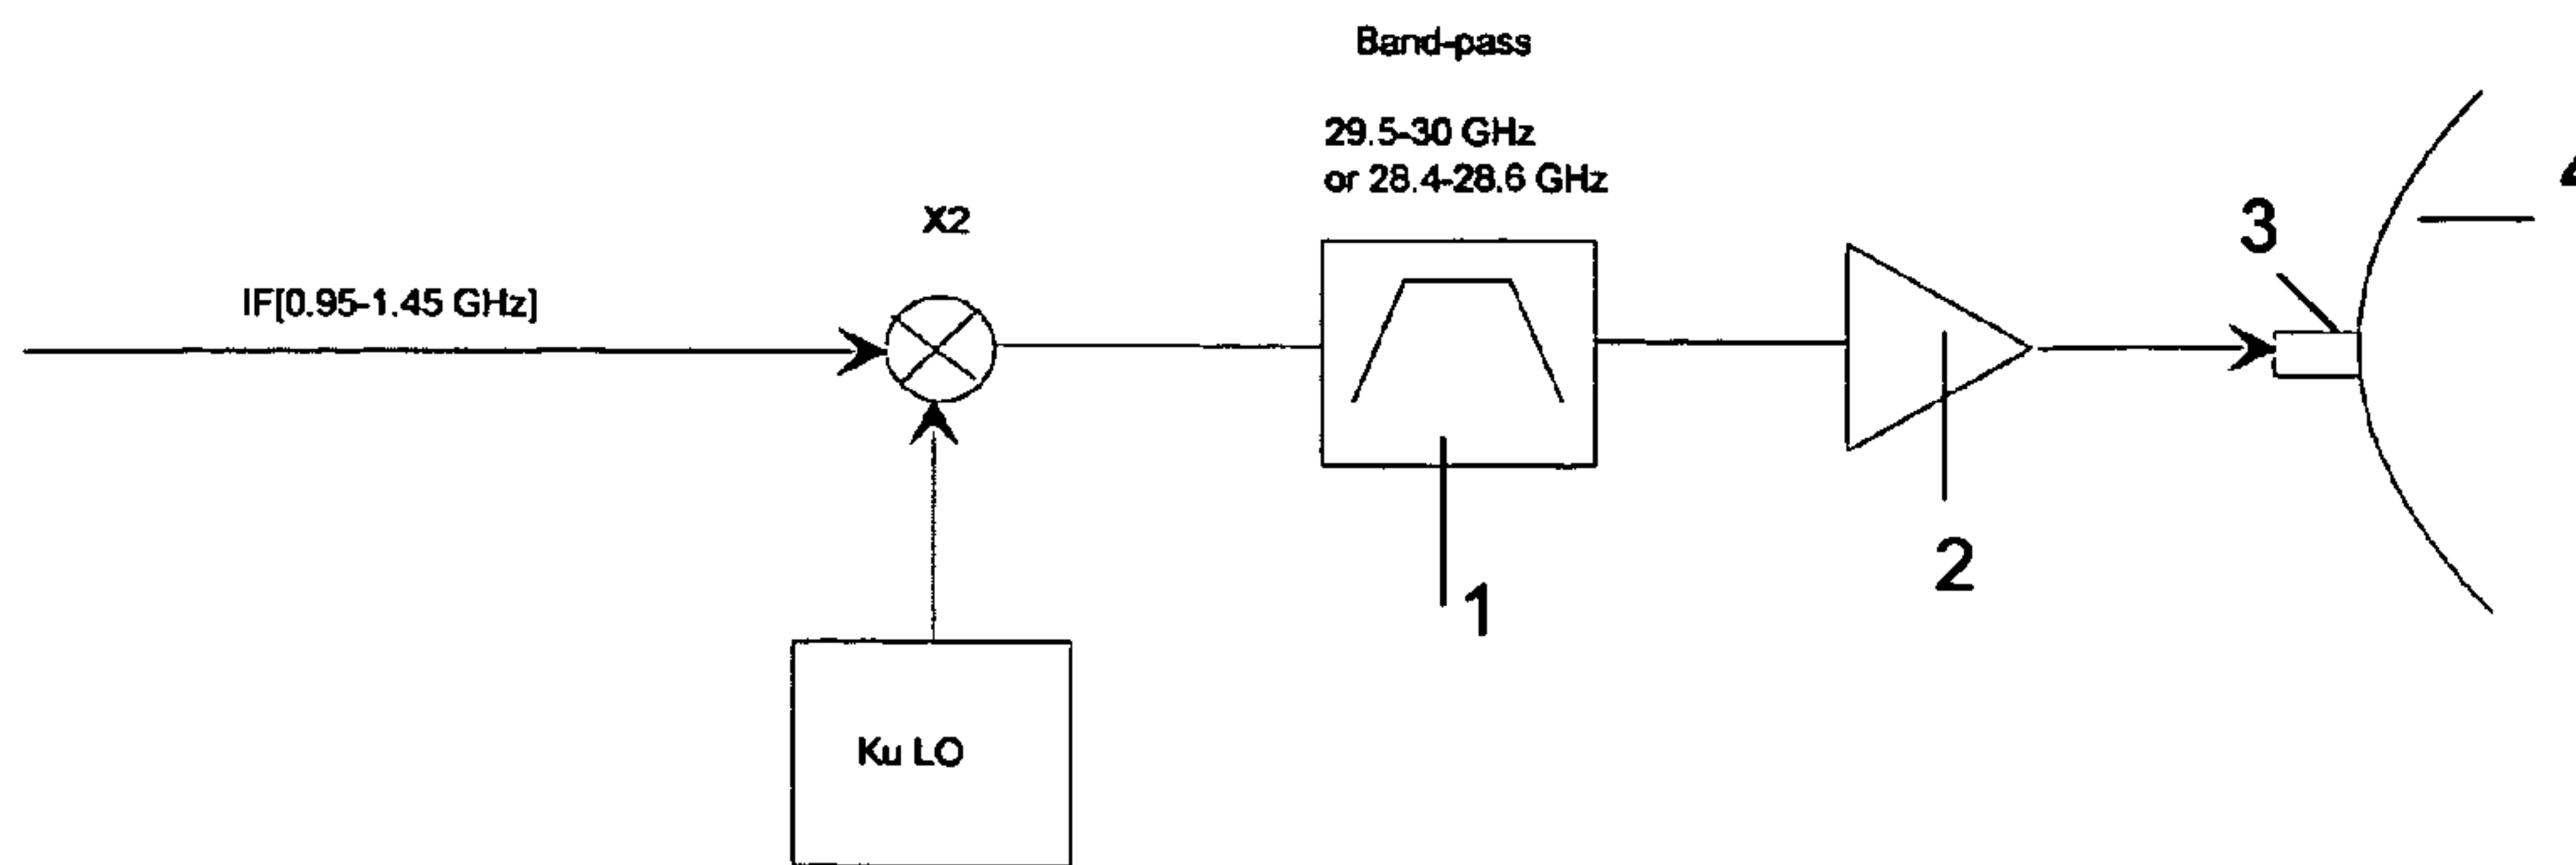 Band-pass
29.5-30 GHz
or 28.4-28.6 GHz
X2
IF[0.95-1.45 GHz]
3
4
2
1
Ku LO